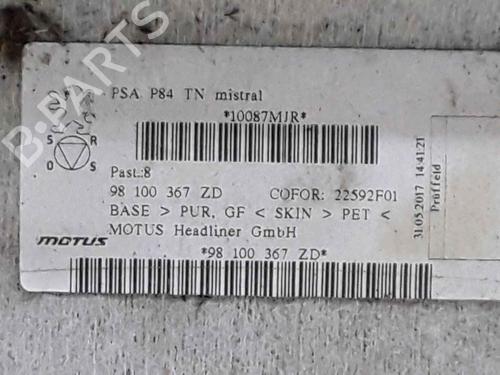 PSA P84 TN mistral
*10087MJR*
S R
O S
Past.:8
98 100 367 ZD COFOR: 22592F01
BASE > PUR, GF < SKIN > PET <
MOTUS MOTUS Headliner GmbH
*98 100 367 ZD*
31.05.2017 14:41:21
Prüffeld
B-PARTS